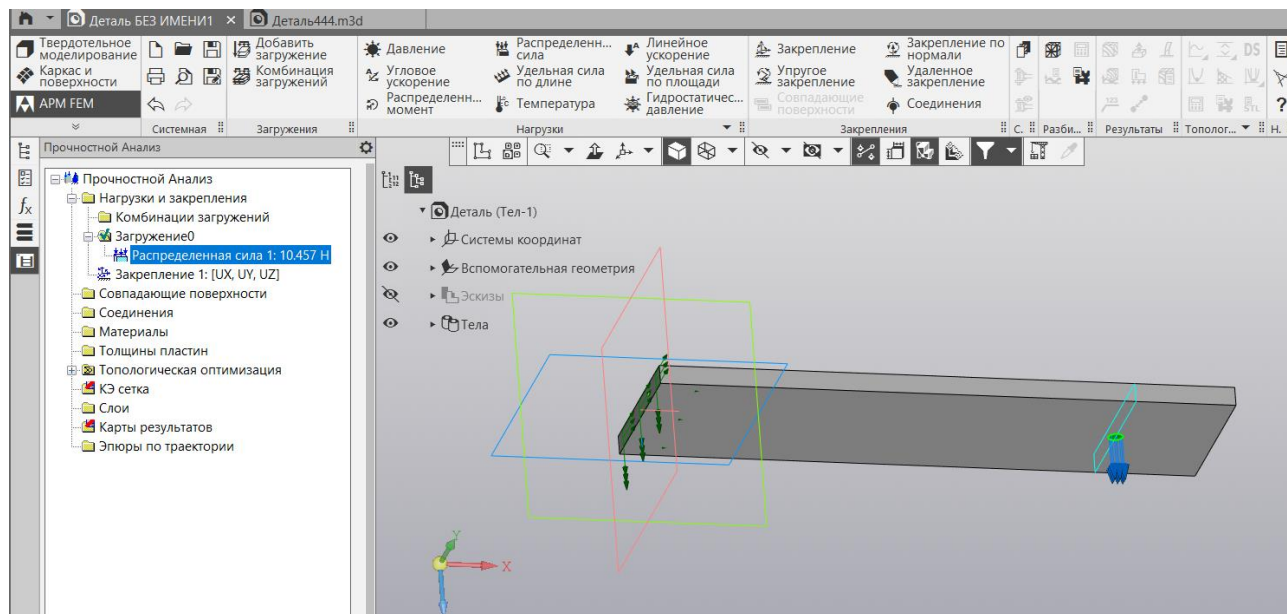 Деталь БЕЗ ИМЕНИ1
Деталь444.m3d
Твердотельное моделирование
Каркас и поверхности
APM FEM
Системная
Добавить загружение
Комбинация загружений
Загружения
Давление
Угловое ускорение
Распределенн... момент
Распределенн... сила
Удельная сила по длине
Температура
Линейное ускорение
Удельная сила по площади
Гидростатичес... давление
Нагрузки
Закрепление
Упругое закрепление
Совпадающие поверхности
Закрепление по нормали
Удаленное закрепление
Соединения
Закрепления
С.
Разби...
DS
STL
Результаты
Тополог...
?
Н.
Прочностной Анализ
fx
Прочностной Анализ
Нагрузки и закрепления
Комбинации загружений
Загружение0
Распределенная сила 1: 10.457 Н
Закрепление 1: [UX, UY, UZ]
Совпадающие поверхности
Соединения
Материалы
Толщины пластин
Топологическая оптимизация
КЭ сетка
Слои
Карты результатов
Эпюры по траектории
Деталь (Тел-1)
Системы координат
Вспомогательная геометрия
Эскизы
Тела
Y
X